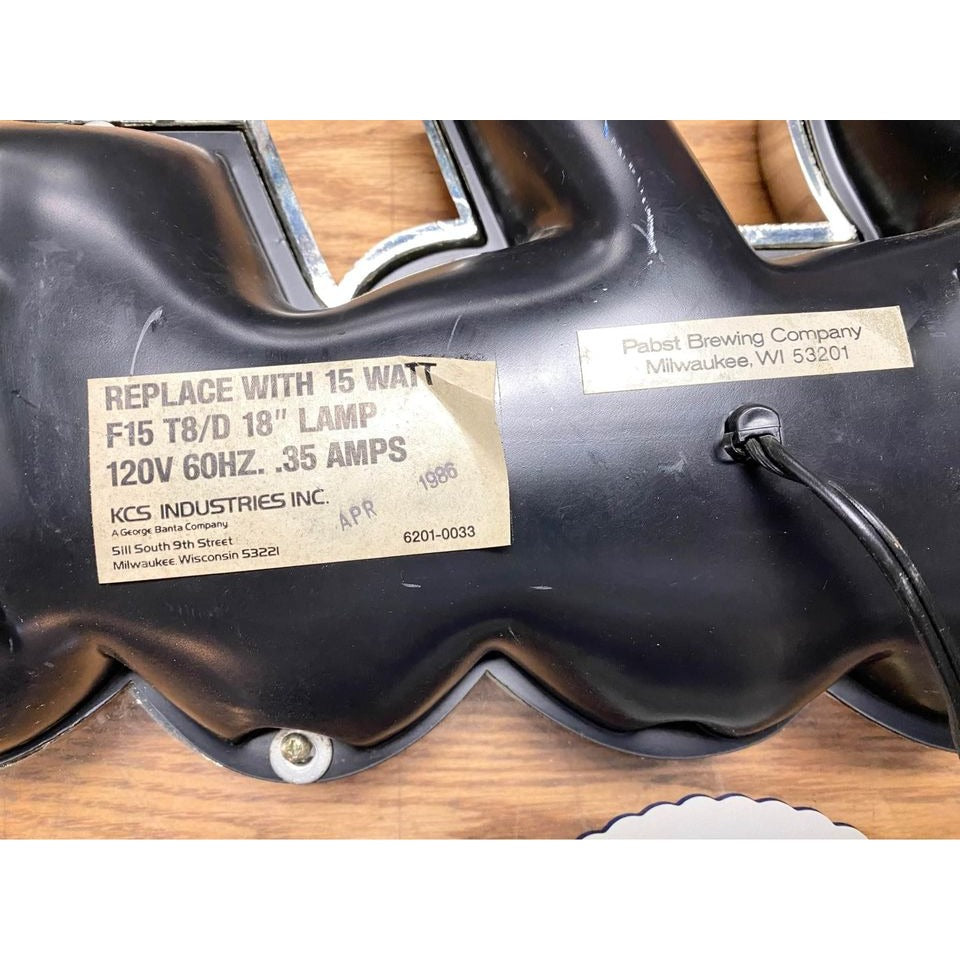 REPLACE WITH 15 WATT
F15 T8/D 18" LAMP
120V 60HZ. .35 AMPS
KCS INDUSTRIES INC.
A George Banta Company
5111 South 9th Street
Milwaukee, Wisconsin 53221
APR 1986
6201-0033
Pabst Brewing Company
Milwaukee, WI 53201